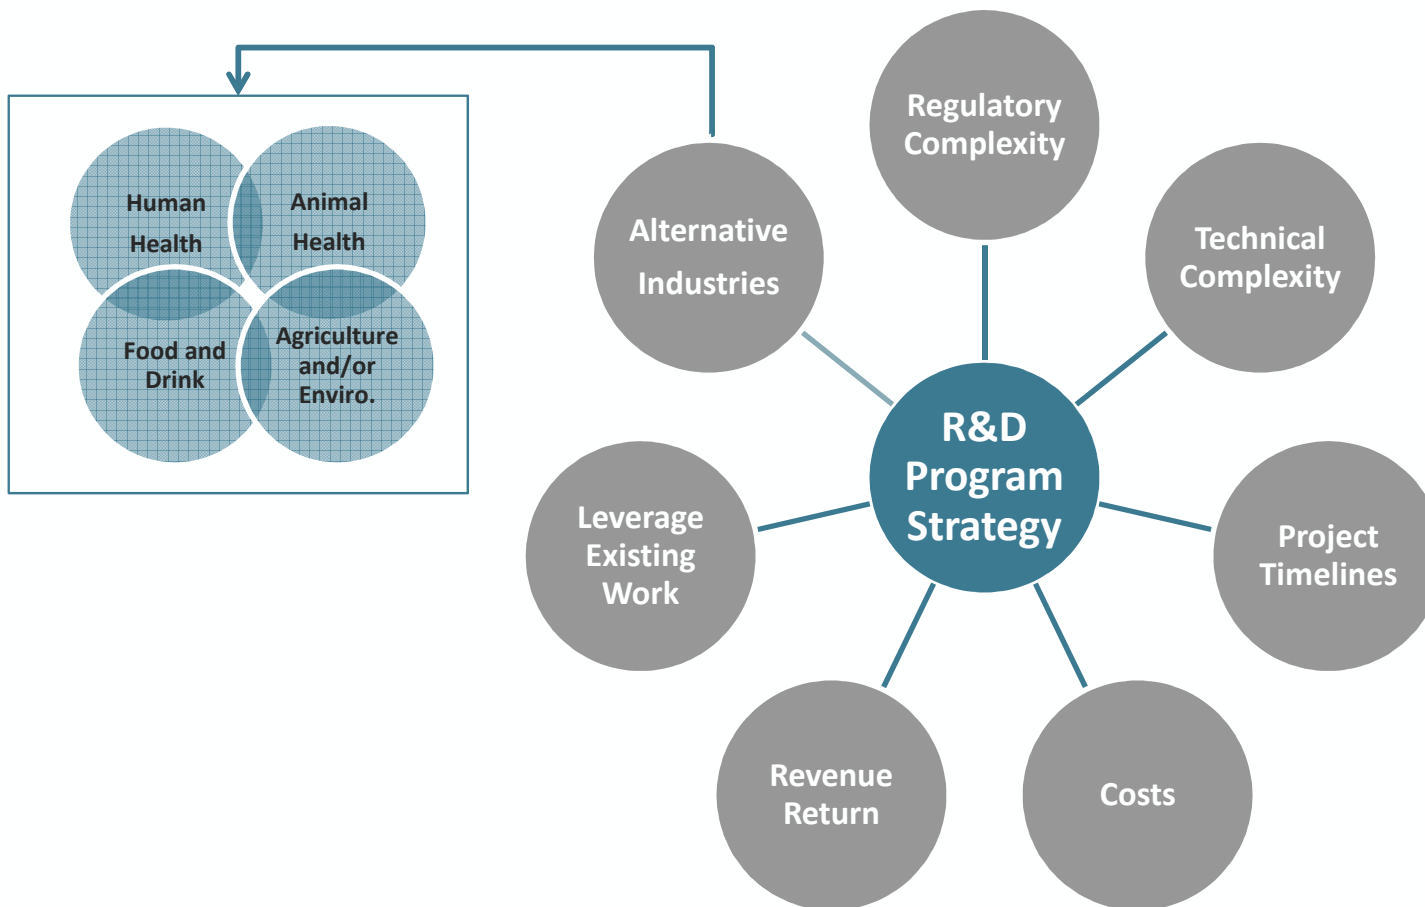 Human
Health
Animal
Health
Food and
Drink
Agriculture
and/or
Enviro.
Alternative
Industries
Regulatory
Complexity
Technical
Complexity
R&D
Program
Strategy
Leverage
Existing
Work
Project
Timelines
Revenue
Return
Costs